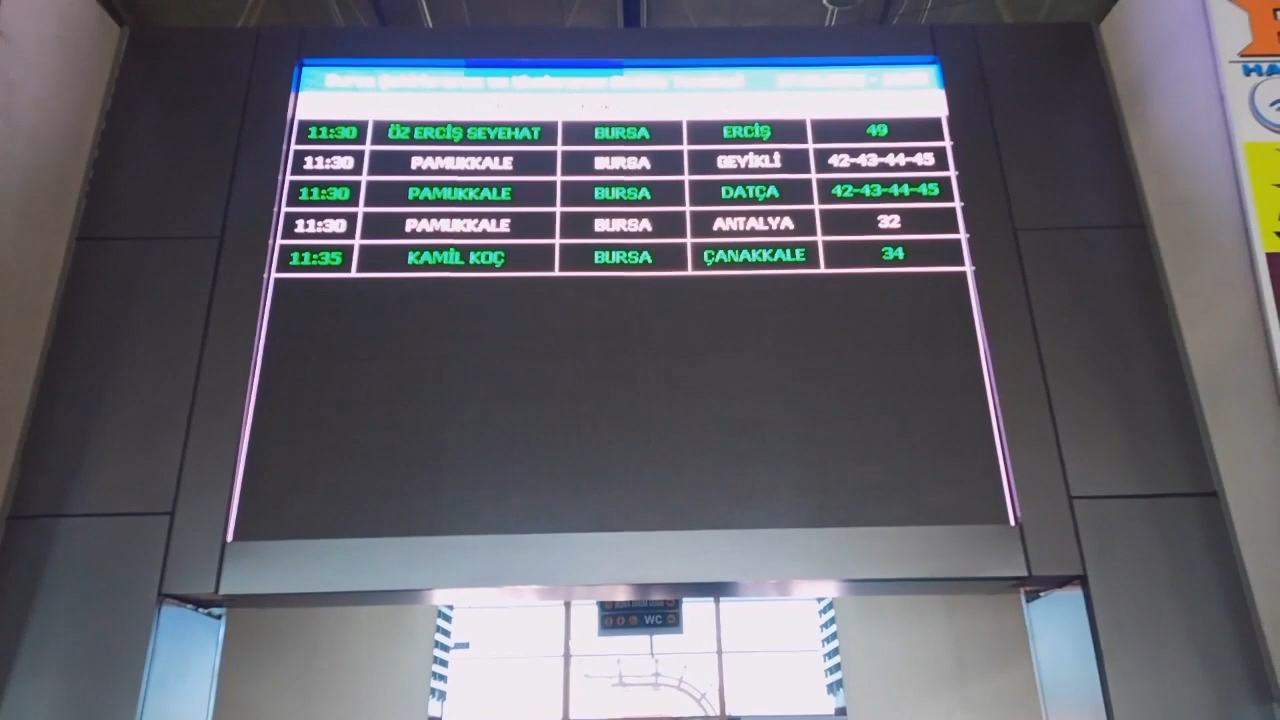 11:30 ÖZ ERCİŞ SEYEHAT BURSA ERCİŞ 49
11:30 PAMUKKALE BURSA GEYİKLİ 42-43-44-45
11:30 PAMUKKALE BURSA DATÇA 42-43-44-45
11:30 PAMUKKALE BURSA ANTALYA 32
11:35 KAMİL KOÇ BURSA ÇANAKKALE 34
WC